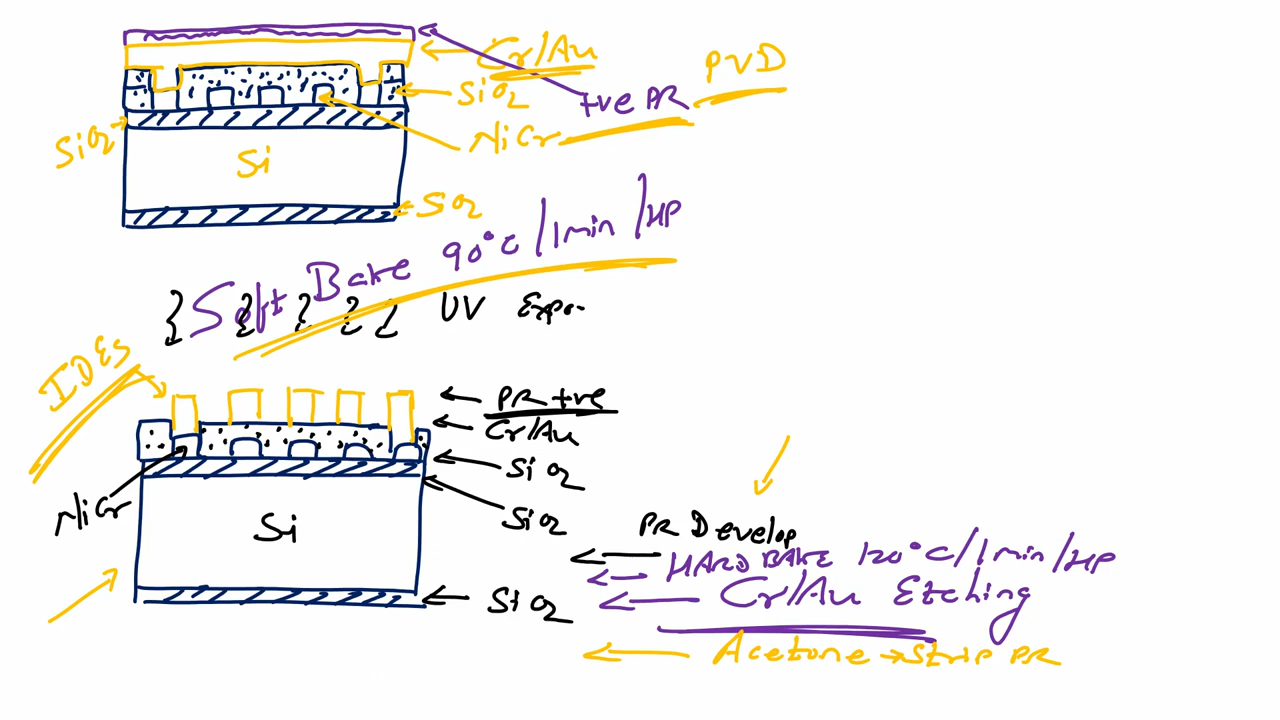 Cr/Au
PVD
SiO2
+ve PR
NiCr
SiO2
Si
SiO2
Soft Bake 90°C/1min/HP
UV Expo
IDES
PR +ve
Cr/Au
SiO2
NiCr
Si
SiO2
PR Develop
HARD BAKE 120°C/1min/HP
Cr/Au Etching
SiO2
Acetone → Strip PR